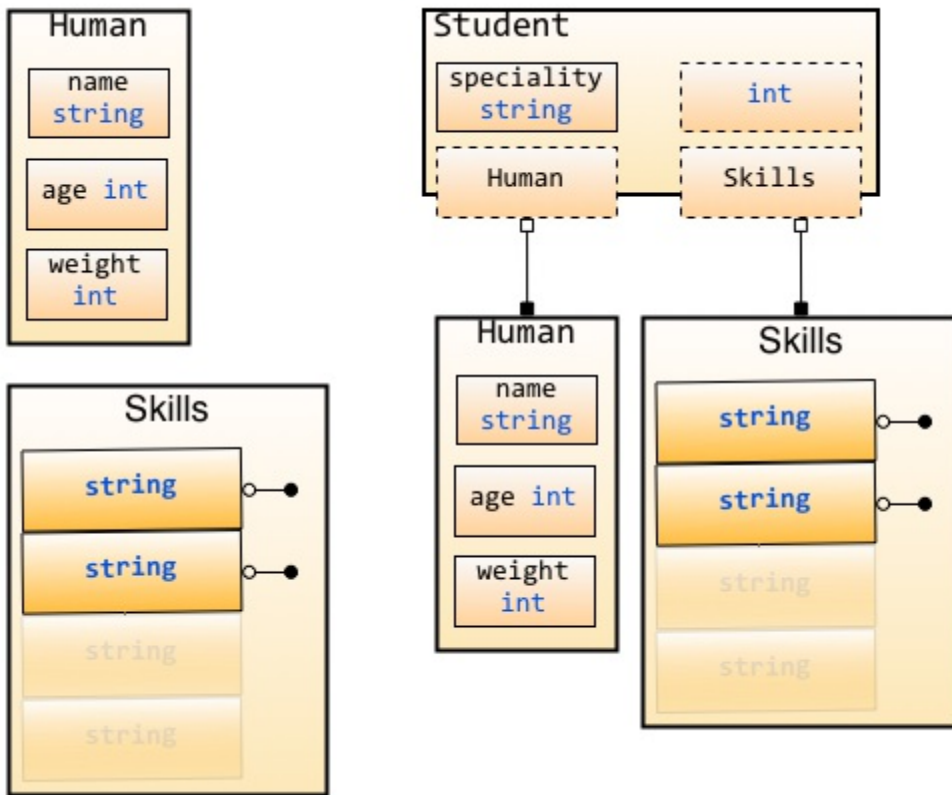 Human
name
string
age int
weight
int
Skills
string
string
string
string
Student
speciality
string
int
Human
Skills
Human
name
string
age int
weight
int
Skills
string
string
string
string